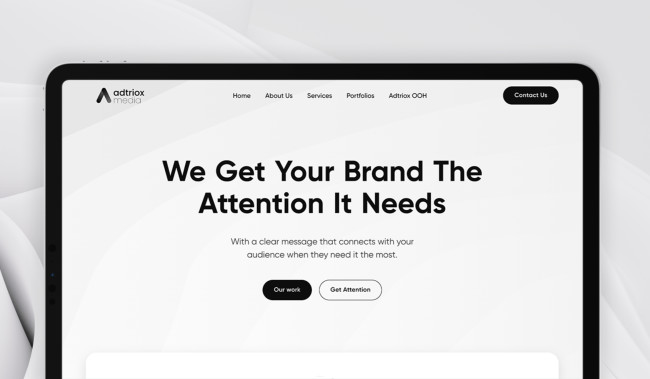 adtriox
media
Home About Us Services Portfolios Adtriox OOH
Contact Us
We Get Your Brand The
Attention It Needs
With a clear message that connects with your
audience when they need it the most.
Our work Get Attention